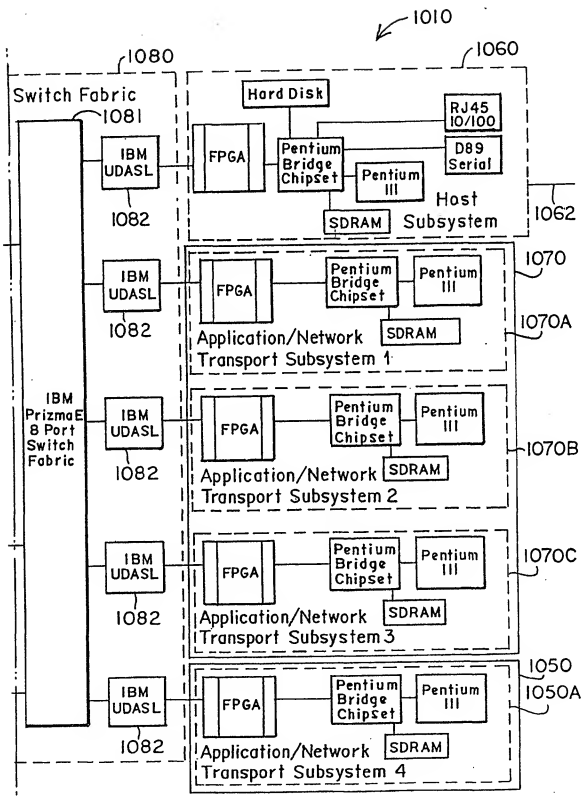 1010
1080
1060
Switch Fabric
1081
Hard Disk
RJ45
10/100
IBM
UDASL
FPGA
Pentium
Bridge
Chipset
D89
Serial
Pentium
III
1082
SDRAM
Host
Subsystem
1062
IBM
UDASL
FPGA
Pentium
Bridge
Chipset
Pentium
III
1070
1082
SDRAM
1070A
Application/Network
Transport Subsystem 1
IBM
PrizmaE
8 Port
Switch
Fabric
IBM
UDASL
FPGA
Pentium
Bridge
Chipset
Pentium
III
1070B
1082
SDRAM
Application/Network
Transport Subsystem 2
IBM
UDASL
FPGA
Pentium
Bridge
Chipset
Pentium
III
1070C
1082
SDRAM
Application/Network
Transport Subsystem 3
IBM
UDASL
FPGA
Pentium
Bridge
Chipset
Pentium
III
1050
1050A
1082
SDRAM
Application/Network
Transport Subsystem 4